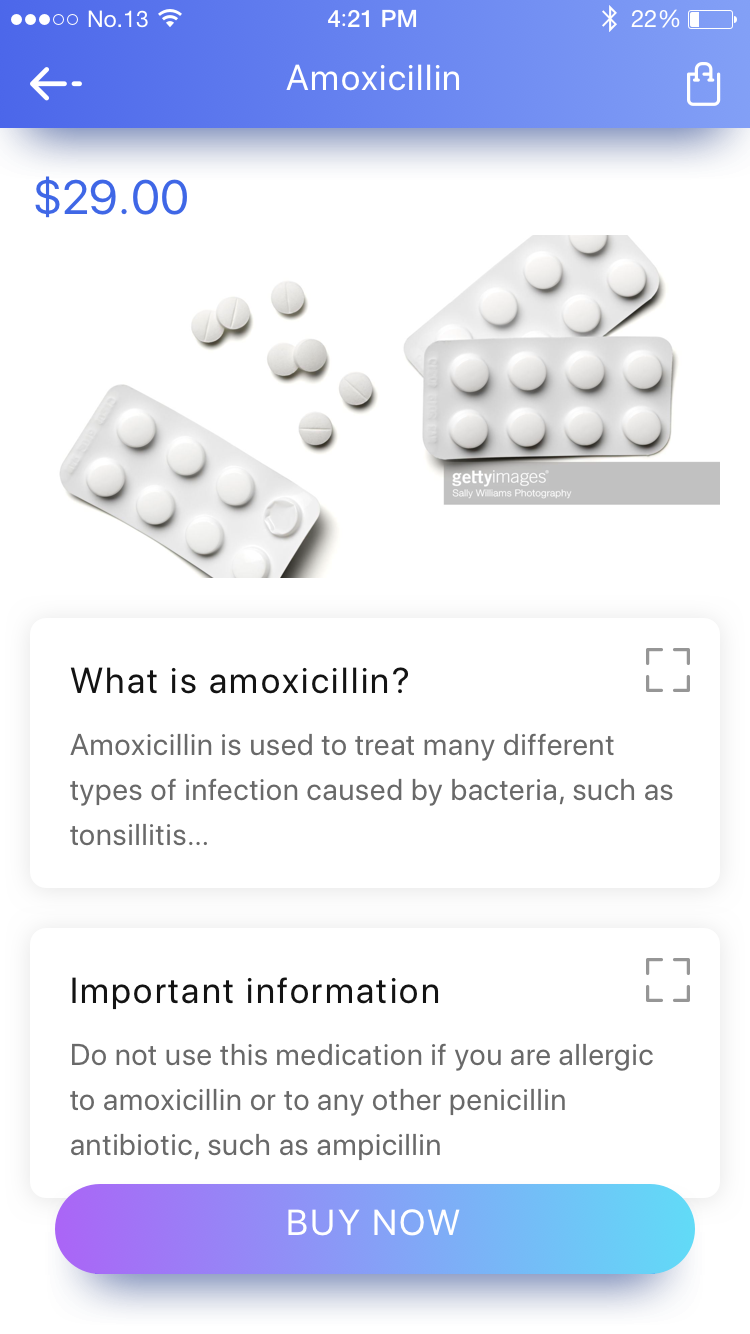 No.13
4:21 PM
22%
Amoxicillin
$29.00
gettyimages®
Sally Williams Photography
What is amoxicillin?
Amoxicillin is used to treat many different
types of infection caused by bacteria, such as
tonsillitis...
Important information
Do not use this medication if you are allergic
to amoxicillin or to any other penicillin
antibiotic, such as ampicillin
BUY NOW